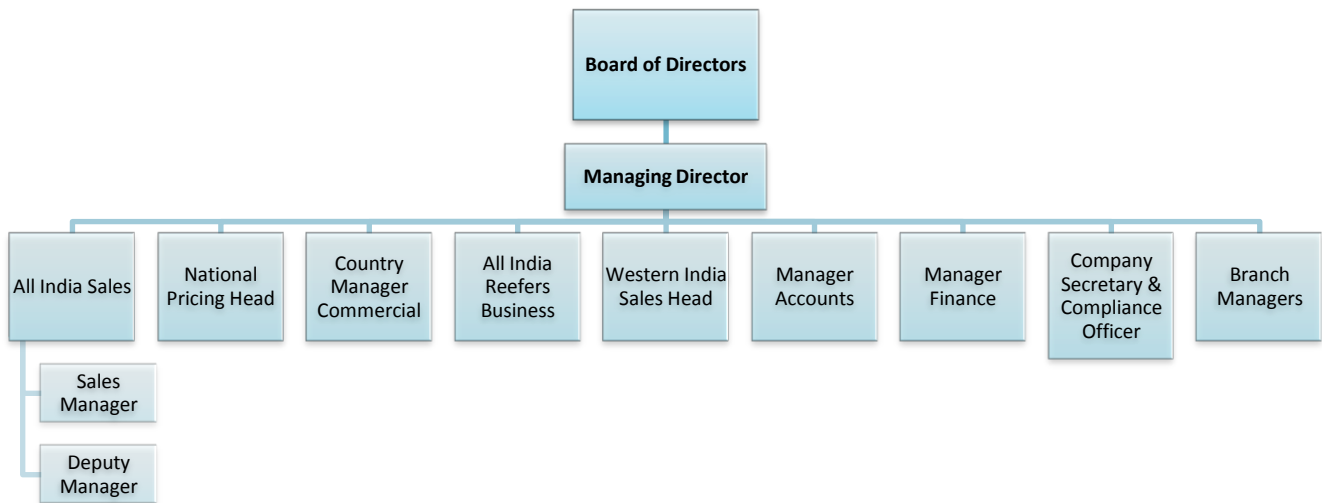 Board of Directors
Managing Director
All India Sales
National
Pricing Head
Country
Manager
Commercial
All India
Reefers
Business
Western India
Sales Head
Manager
Accounts
Manager
Finance
Company
Secretary &
Compliance
Officer
Branch
Managers
Sales
Manager
Deputy
Manager